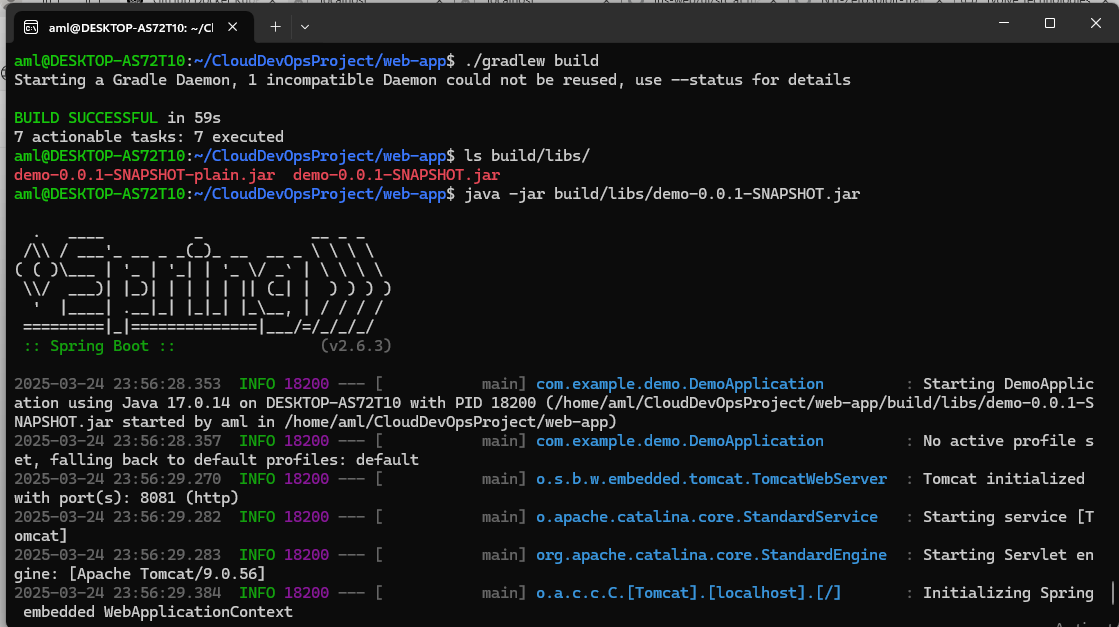 aml@DESKTOP-AS72T10: ~/Cl
aml@DESKTOP-AS72T10:~/CloudDevOpsProject/web-app$ ./gradlew build
Starting a Gradle Daemon, 1 incompatible Daemon could not be reused, use --status for details
BUILD SUCCESSFUL in 59s
7 actionable tasks: 7 executed
aml@DESKTOP-AS72T10:~/CloudDevOpsProject/web-app$ ls build/libs/
demo-0.0.1-SNAPSHOT-plain.jar  demo-0.0.1-SNAPSHOT.jar
aml@DESKTOP-AS72T10:~/CloudDevOpsProject/web-app$ java -jar build/libs/demo-0.0.1-SNAPSHOT.jar
Spring
:: Spring Boot ::                (v2.6.3)
2025-03-24 23:56:28.353  INFO 18200 --- [           main] com.example.demo.DemoApplication         : Starting DemoApplic
ation using Java 17.0.14 on DESKTOP-AS72T10 with PID 18200 (/home/aml/CloudDevOpsProject/web-app/build/libs/demo-0.0.1-S
NAPSHOT.jar started by aml in /home/aml/CloudDevOpsProject/web-app)
2025-03-24 23:56:28.357  INFO 18200 --- [           main] com.example.demo.DemoApplication         : No active profile s
et, falling back to default profiles: default
2025-03-24 23:56:29.270  INFO 18200 --- [           main] o.s.b.w.embedded.tomcat.TomcatWebServer  : Tomcat initialized
with port(s): 8081 (http)
2025-03-24 23:56:29.282  INFO 18200 --- [           main] o.apache.catalina.core.StandardService   : Starting service [T
omcat]
2025-03-24 23:56:29.283  INFO 18200 --- [           main] org.apache.catalina.core.StandardEngine  : Starting Servlet en
gine: [Apache Tomcat/9.0.56]
2025-03-24 23:56:29.384  INFO 18200 --- [           main] o.a.c.c.C.[Tomcat].[localhost].[/]       : Initializing Spring
embedded WebApplicationContext